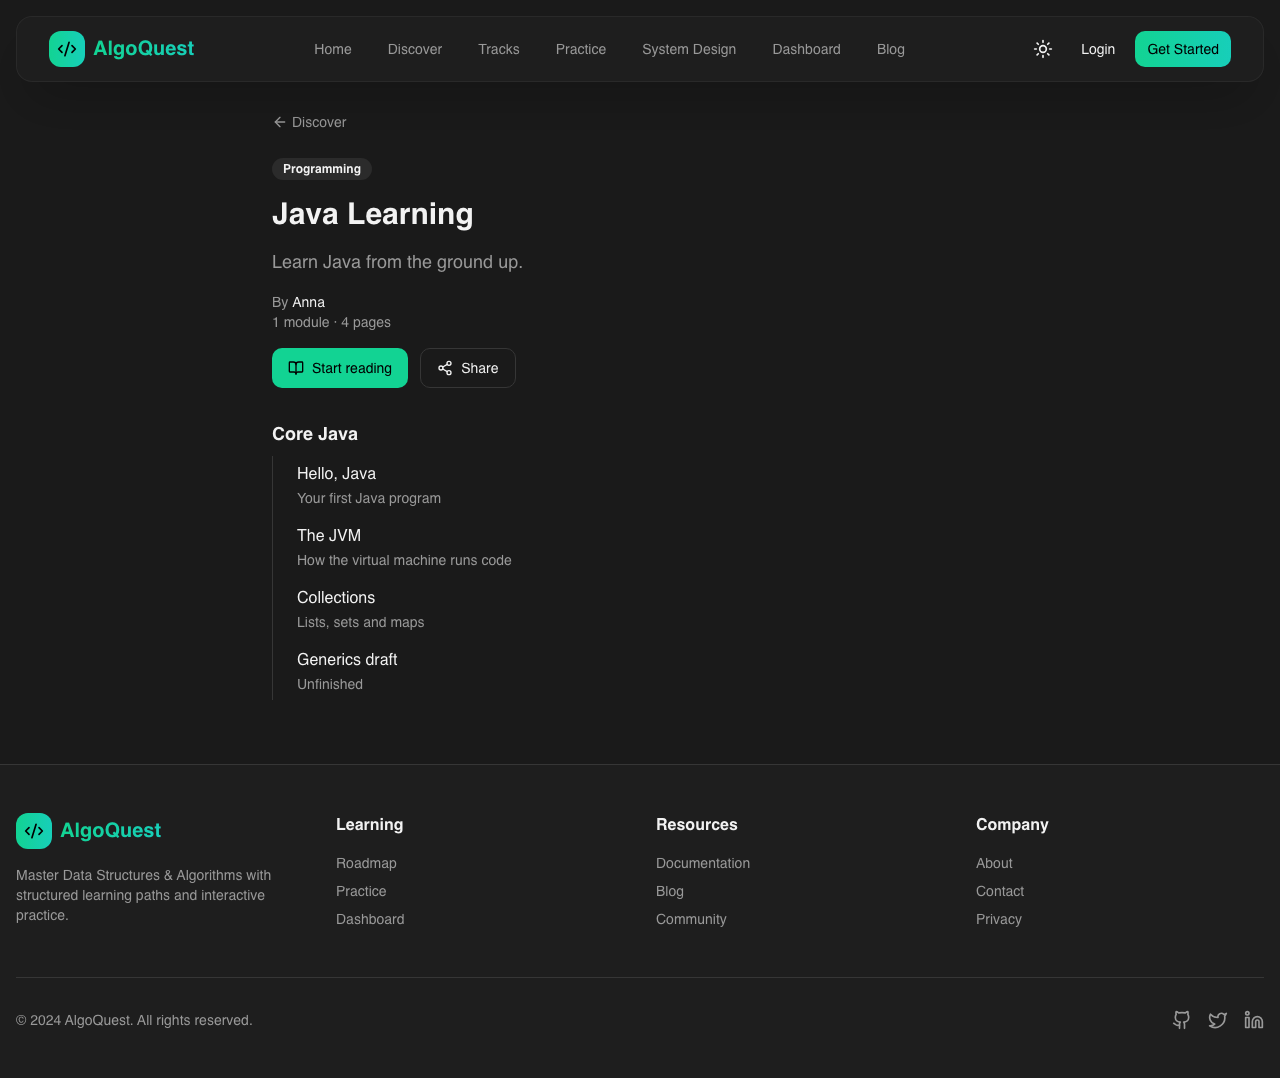 AlgoQuest
Home Discover Tracks Practice System Design Dashboard Blog
Login
Get Started
Discover
Programming
Java Learning
Learn Java from the ground up.
By Anna
1 module · 4 pages
Start reading
Share
Core Java
Hello, Java
Your first Java program
The JVM
How the virtual machine runs code
Collections
Lists, sets and maps
Generics draft
Unfinished
AlgoQuest
Master Data Structures & Algorithms with
structured learning paths and interactive
practice.
Learning
Roadmap
Practice
Dashboard
Resources
Documentation
Blog
Community
Company
About
Contact
Privacy
© 2024 AlgoQuest. All rights reserved.